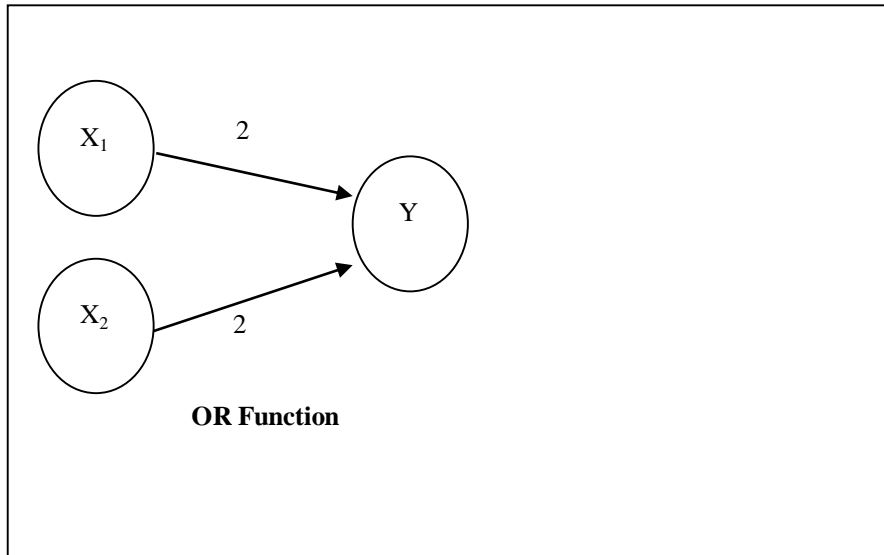 X₁
2
Y
X₂
2
OR Function